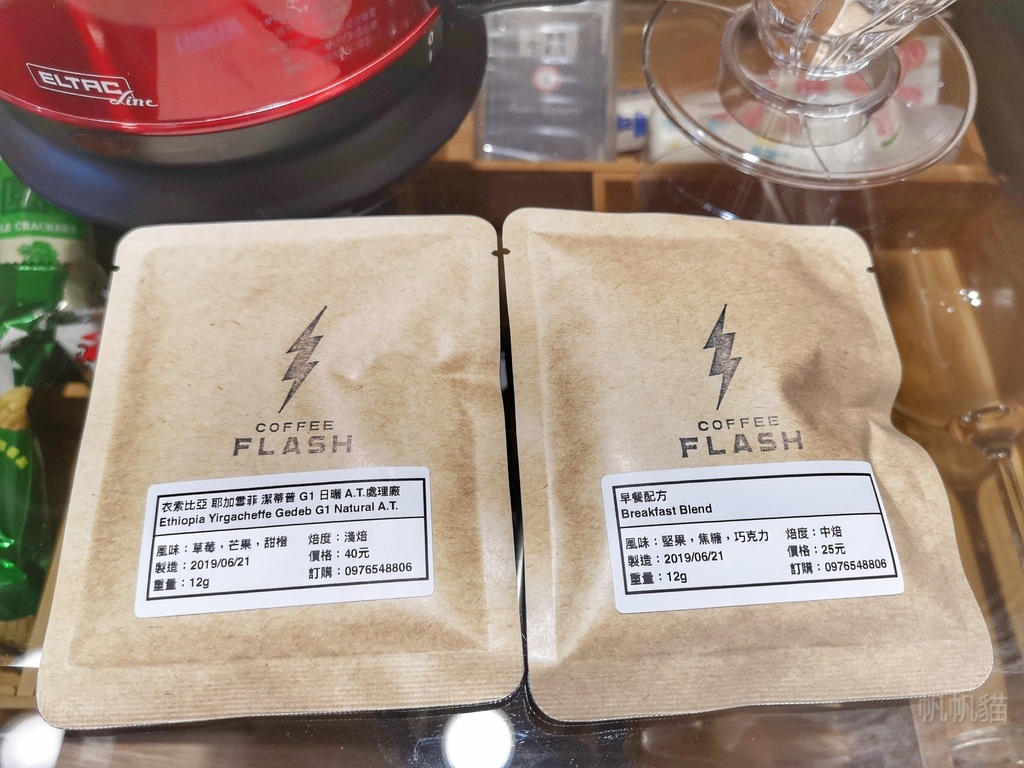 ELTAC
Line
0
LE CRACKERS
COFFEE
FLASH
衣索比亞 耶加雪菲 潔蒂普 G1 日曬 A.T.處理廠
Ethiopia Yirgacheffe Gedeb G1 Natural A.T.
風味：草莓，芒果，甜橙 焙度：淺焙
製造：2019/06/21 價格：40元
重量：12g 訂購：0976548806
COFFEE
FLASH
早餐配方
Breakfast Blend
風味：堅果，焦糖，巧克力 焙度：中焙
製造：2019/06/21 價格：25元
重量：12g 訂購：0976548806
帆帆貓